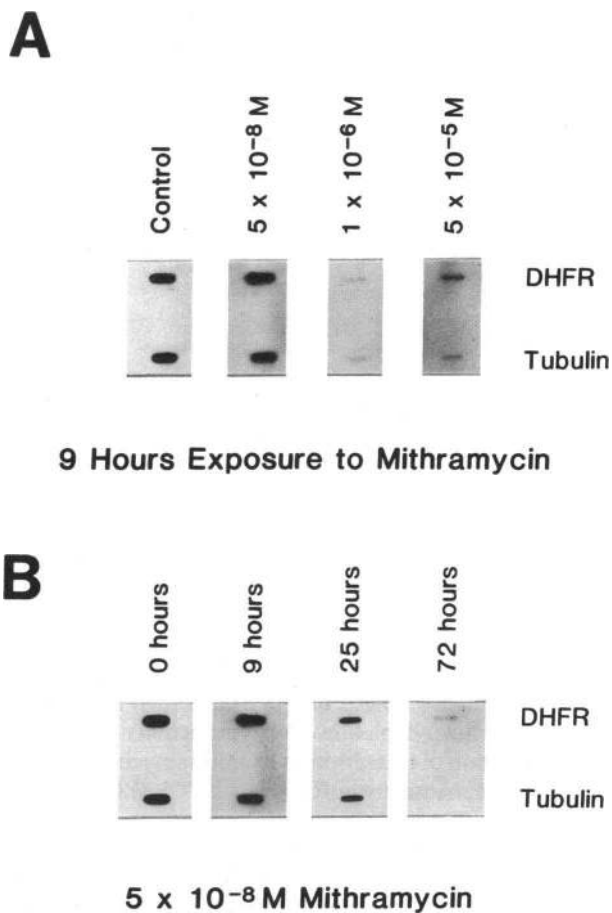 A
Control
5 x 10⁻⁸ M
1 x 10⁻⁶ M
5 x 10⁻⁵ M
DHFR
Tubulin
9 Hours Exposure to Mithramycin
B
0 hours
9 hours
25 hours
72 hours
DHFR
Tubulin
5 x 10⁻⁸ M Mithramycin